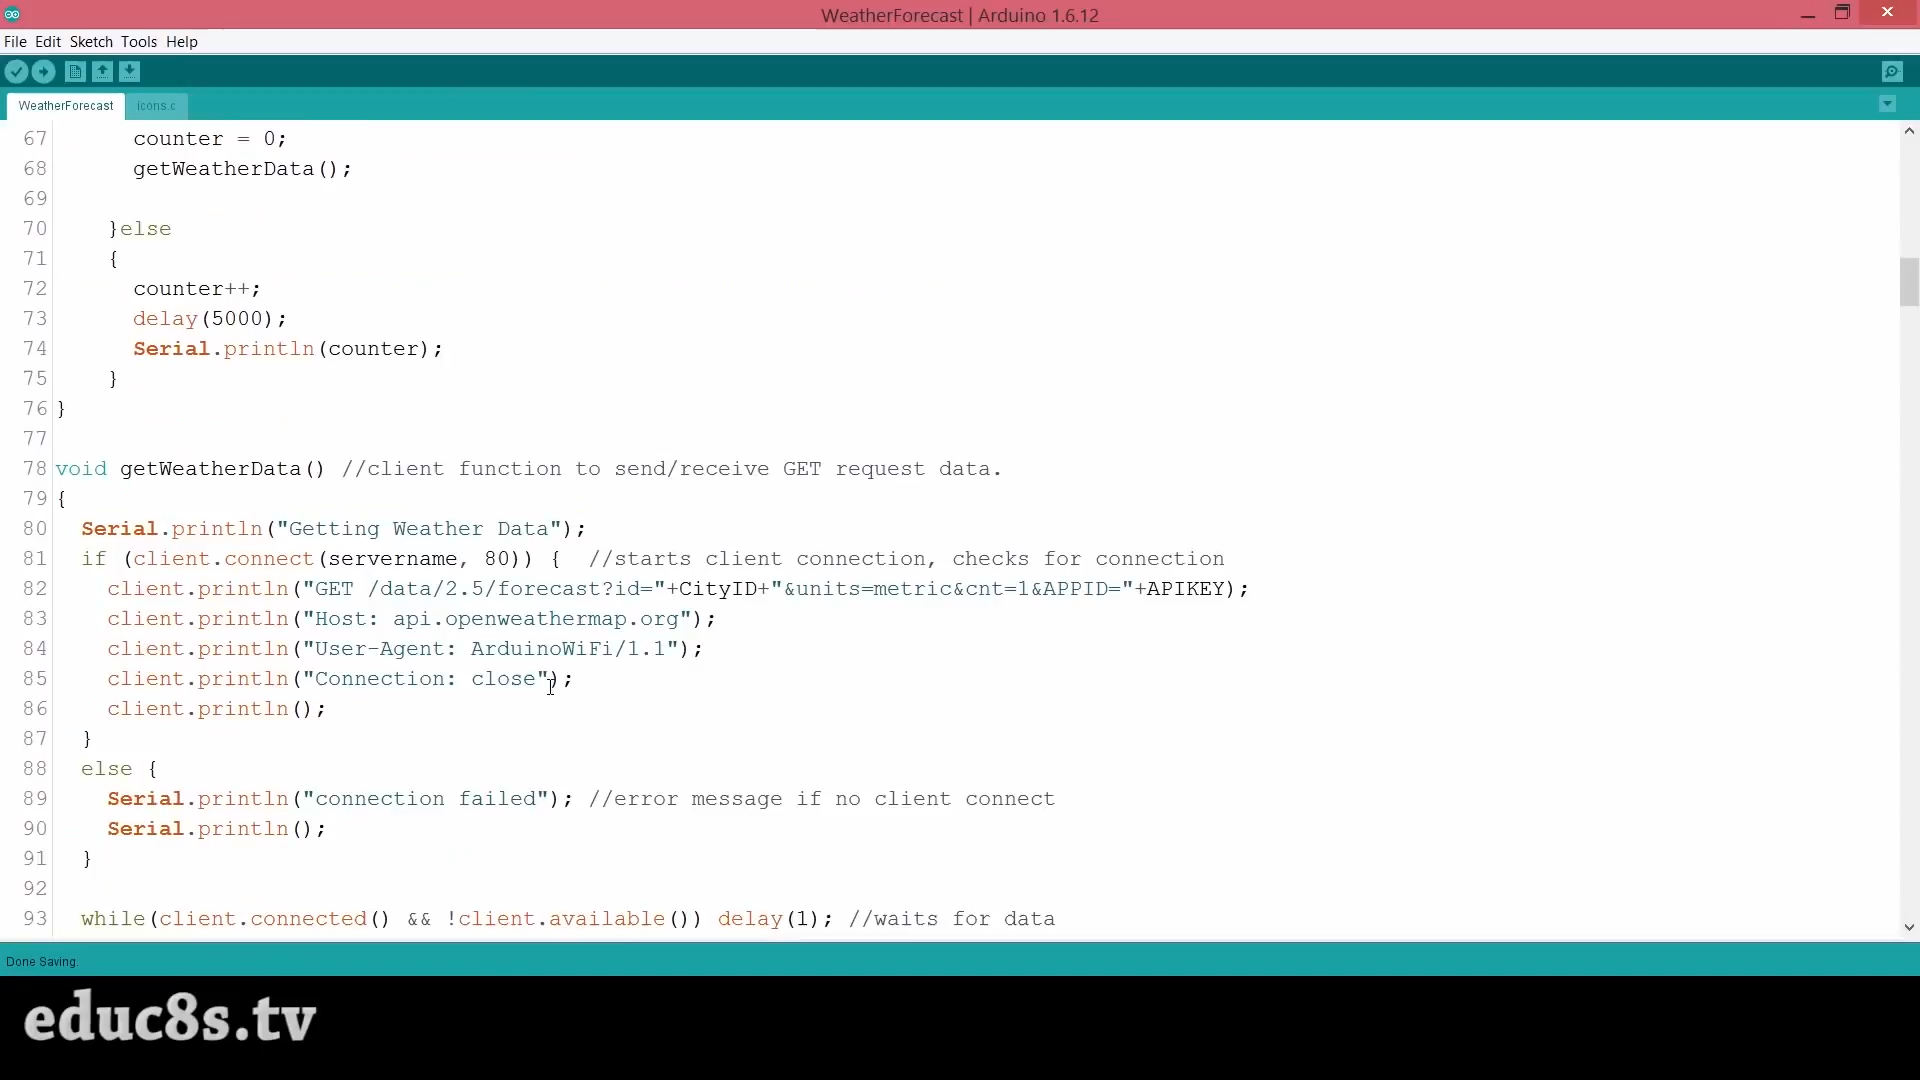 WeatherForecast | Arduino 1.6.12
File Edit Sketch Tools Help
WeatherForecast icons.c
67 counter = 0;
68 getWeatherData();
69
70 }else
71 {
72 counter++;
73 delay(5000);
74 Serial.println(counter);
75 }
76 }
77
78 void getWeatherData() //client function to send/receive GET request data.
79 {
80 Serial.println("Getting Weather Data");
81 if (client.connect(servername, 80)) { //starts client connection, checks for connection
82 client.println("GET /data/2.5/forecast?id="+CityID+"&units=metric&cnt=1&APPID="+APIKEY);
83 client.println("Host: api.openweathermap.org");
84 client.println("User-Agent: ArduinoWiFi/1.1");
85 client.println("Connection: close");
86 client.println();
87 }
88 else {
89 Serial.println("connection failed"); //error message if no client connect
90 Serial.println();
91 }
92
93 while(client.connected() && !client.available()) delay(1); //waits for data
Done Saving.
educ8s.tv